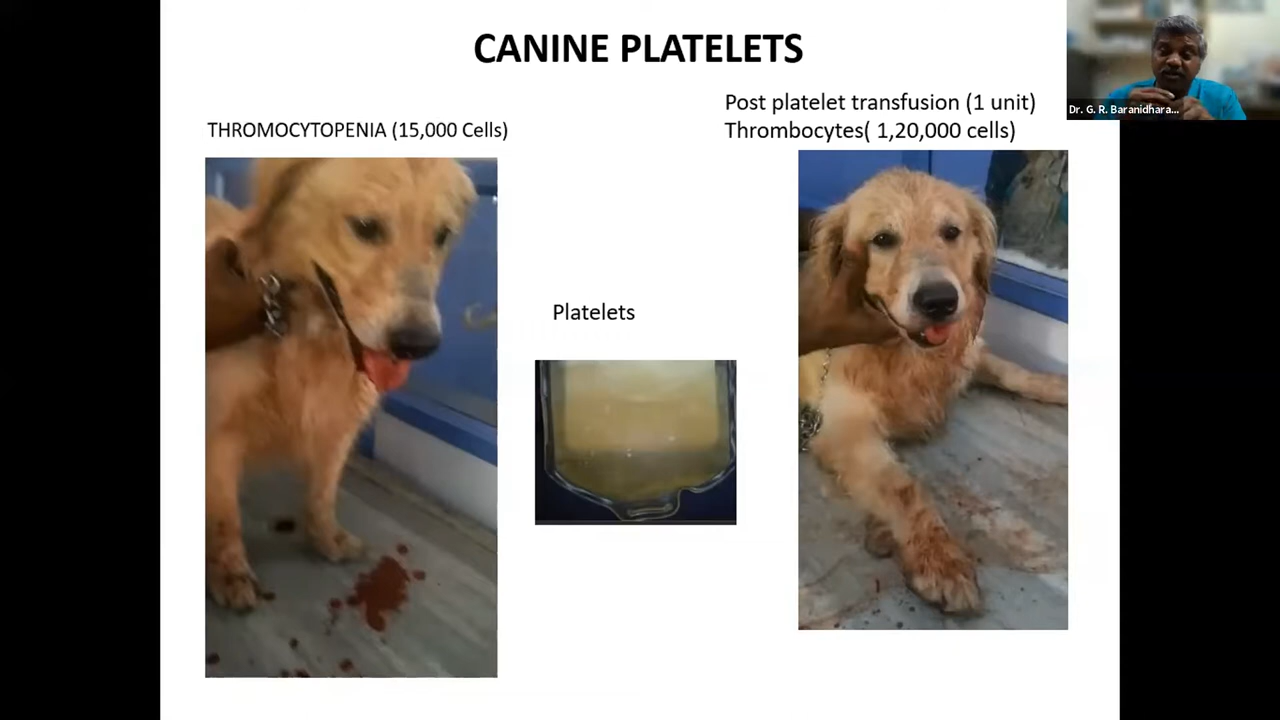 CANINE PLATELETS
THROMOCYTOPENIA (15,000 Cells)
Post platelet transfusion (1 unit)
Thrombocytes( 1,20,000 cells)
Dr. G. R. Baranidhara...
Platelets